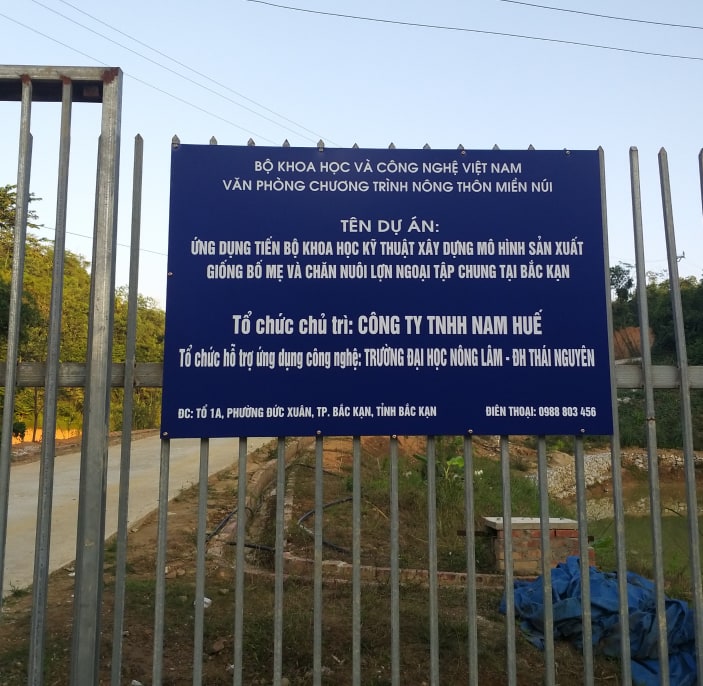 BỘ KHOA HỌC VÀ CÔNG NGHỆ VIỆT NAM
VĂN PHÒNG CHƯƠNG TRÌNH NÔNG THÔN MIỀN NÚI
TÊN DỰ ÁN:
ỨNG DỤNG TIẾN BỘ KHOA HỌC KỸ THUẬT XÂY DỰNG MÔ HÌNH SẢN XUẤT
GIỐNG BỐ MẸ VÀ CHĂN NUÔI LỢN NGOẠI TẬP CHUNG TẠI BẮC KẠN
Tổ chức chủ trì: CÔNG TY TNHH NAM HUẾ
Tổ chức hỗ trợ ứng dụng công nghệ: TRƯỜNG ĐẠI HỌC NÔNG LÂM - ĐH THÁI NGUYÊN
ĐC: TỔ 1A, PHƯỜNG ĐỨC XUÂN, TP. BẮC KẠN, TỈNH BẮC KẠN ĐIỆN THOẠI: 0988 803 456